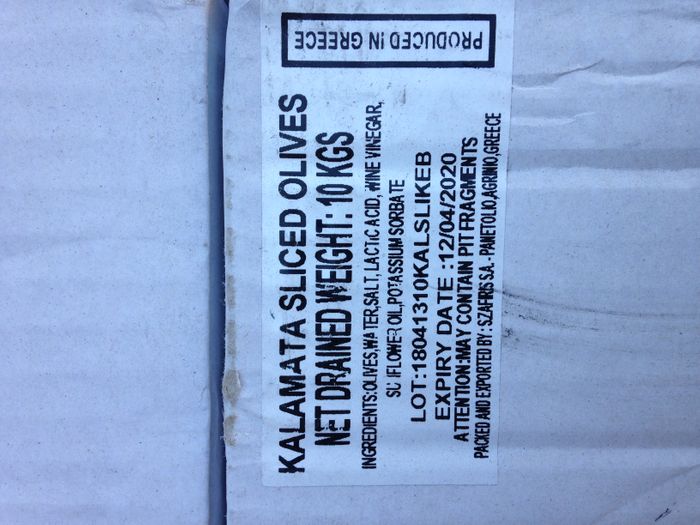 KALAMATA SLICED OLIVES
NET DRAINED WEIGHT: 10 KGS
INGREDIENTS:OLIVES,WATER,SALT,LACTIC ACID, WINE VINEGAR,
OIL,POTASSIUM SORBATE
LOT:18041310KALSLIKEB
EXPIRY DATE :12/04/2020
ATTENTION:MAY CONTAIN PIT FRAGMENTS
PACKED AND EXPORTED BY: SZAFRIS S.A. - PANETOLIO,AGRINIO,GREECE
PRODUCED IN GREECE